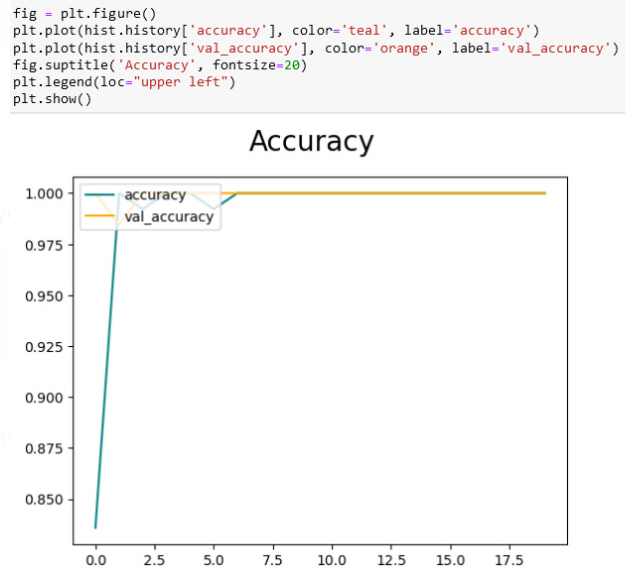 fig = plt.figure()
plt.plot(hist.history['accuracy'], color='teal', label='accuracy')
plt.plot(hist.history['val_accuracy'], color='orange', label='val_accuracy')
fig.suptitle('Accuracy', fontsize=20)
plt.legend(loc="upper left")
plt.show()
Accuracy
accuracy
val_accuracy
1.000
0.975
0.950
0.925
0.900
0.875
0.850
0.0 2.5 5.0 7.5 10.0 12.5 15.0 17.5